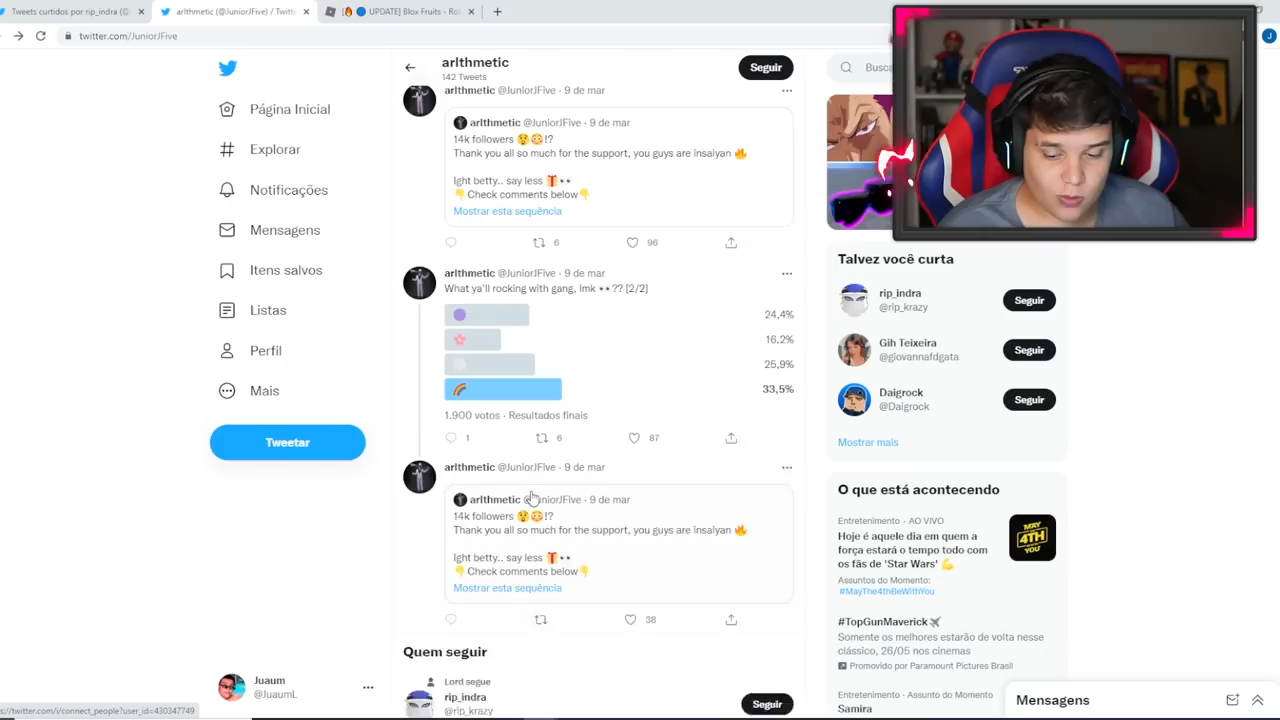 Tweets curtidos por rip_indra (@
arlthmetic (@JuniorJFive) / Twitte
UPDATE] Blox Fruits - Ro
twitter.com/JuniorJFive
Página Inicial
Explorar
Notificações
Mensagens
Itens salvos
Listas
Perfil
Mais
Tweetar
Juaum
@JuaumL
s://twitter.com/i/connect_people?user_id=430347749
arlthmetic
142 Tweets
Seguir
arlthmetic @JuniorJFive · 9 de mar
arlthmetic @JuniorJFive · 9 de mar
14k followers 😲😳!?
Thank you all so much for the support, you guys are insaiyan 🔥
Ight betty.. say less 🎁👀
👇Check comments below👇
Mostrar esta sequência
6
96
arlthmetic @JuniorJFive · 9 de mar
What ya'll rocking with gang, lmk 👀?? [2/2]
24,4%
16,2%
25,9%
33,5%
1.900 votos · Resultados finais
1
6
87
arlthmetic @JuniorJFive · 9 de mar
arlthmetic @JuniorJFive · 9 de mar
14k followers 😲😳!?
Thank you all so much for the support, you guys are insaiyan 🔥
Ight betty.. say less 🎁👀
👇Check comments below👇
Mostrar esta sequência
38
Quem seguir
Lord segue
rip_indra
@rip_krazy
Seguir
Busca
Talvez você curta
rip_indra
@rip_krazy
Seguir
Gih Teixeira
@giovannafdgata
Seguir
Daigrock
@Daigrock
Seguir
Mostrar mais
O que está acontecendo
Entretenimento · AO VIVO
Hoje é aquele dia em quem a
força estará o tempo todo com
os fãs de 'Star Wars' 💪
Assuntos do Momento:
#MayThe4thBeWithYou
MAY
THE 4TH
BE WITH
YOU
#TopGunMaverick
Somente os melhores estarão de volta nesse
clássico, 26/05 nos cinemas
Promovido por Paramount Pictures Brasil
Entretenimento · Assunto do Momento
Samira
Mensagens
J